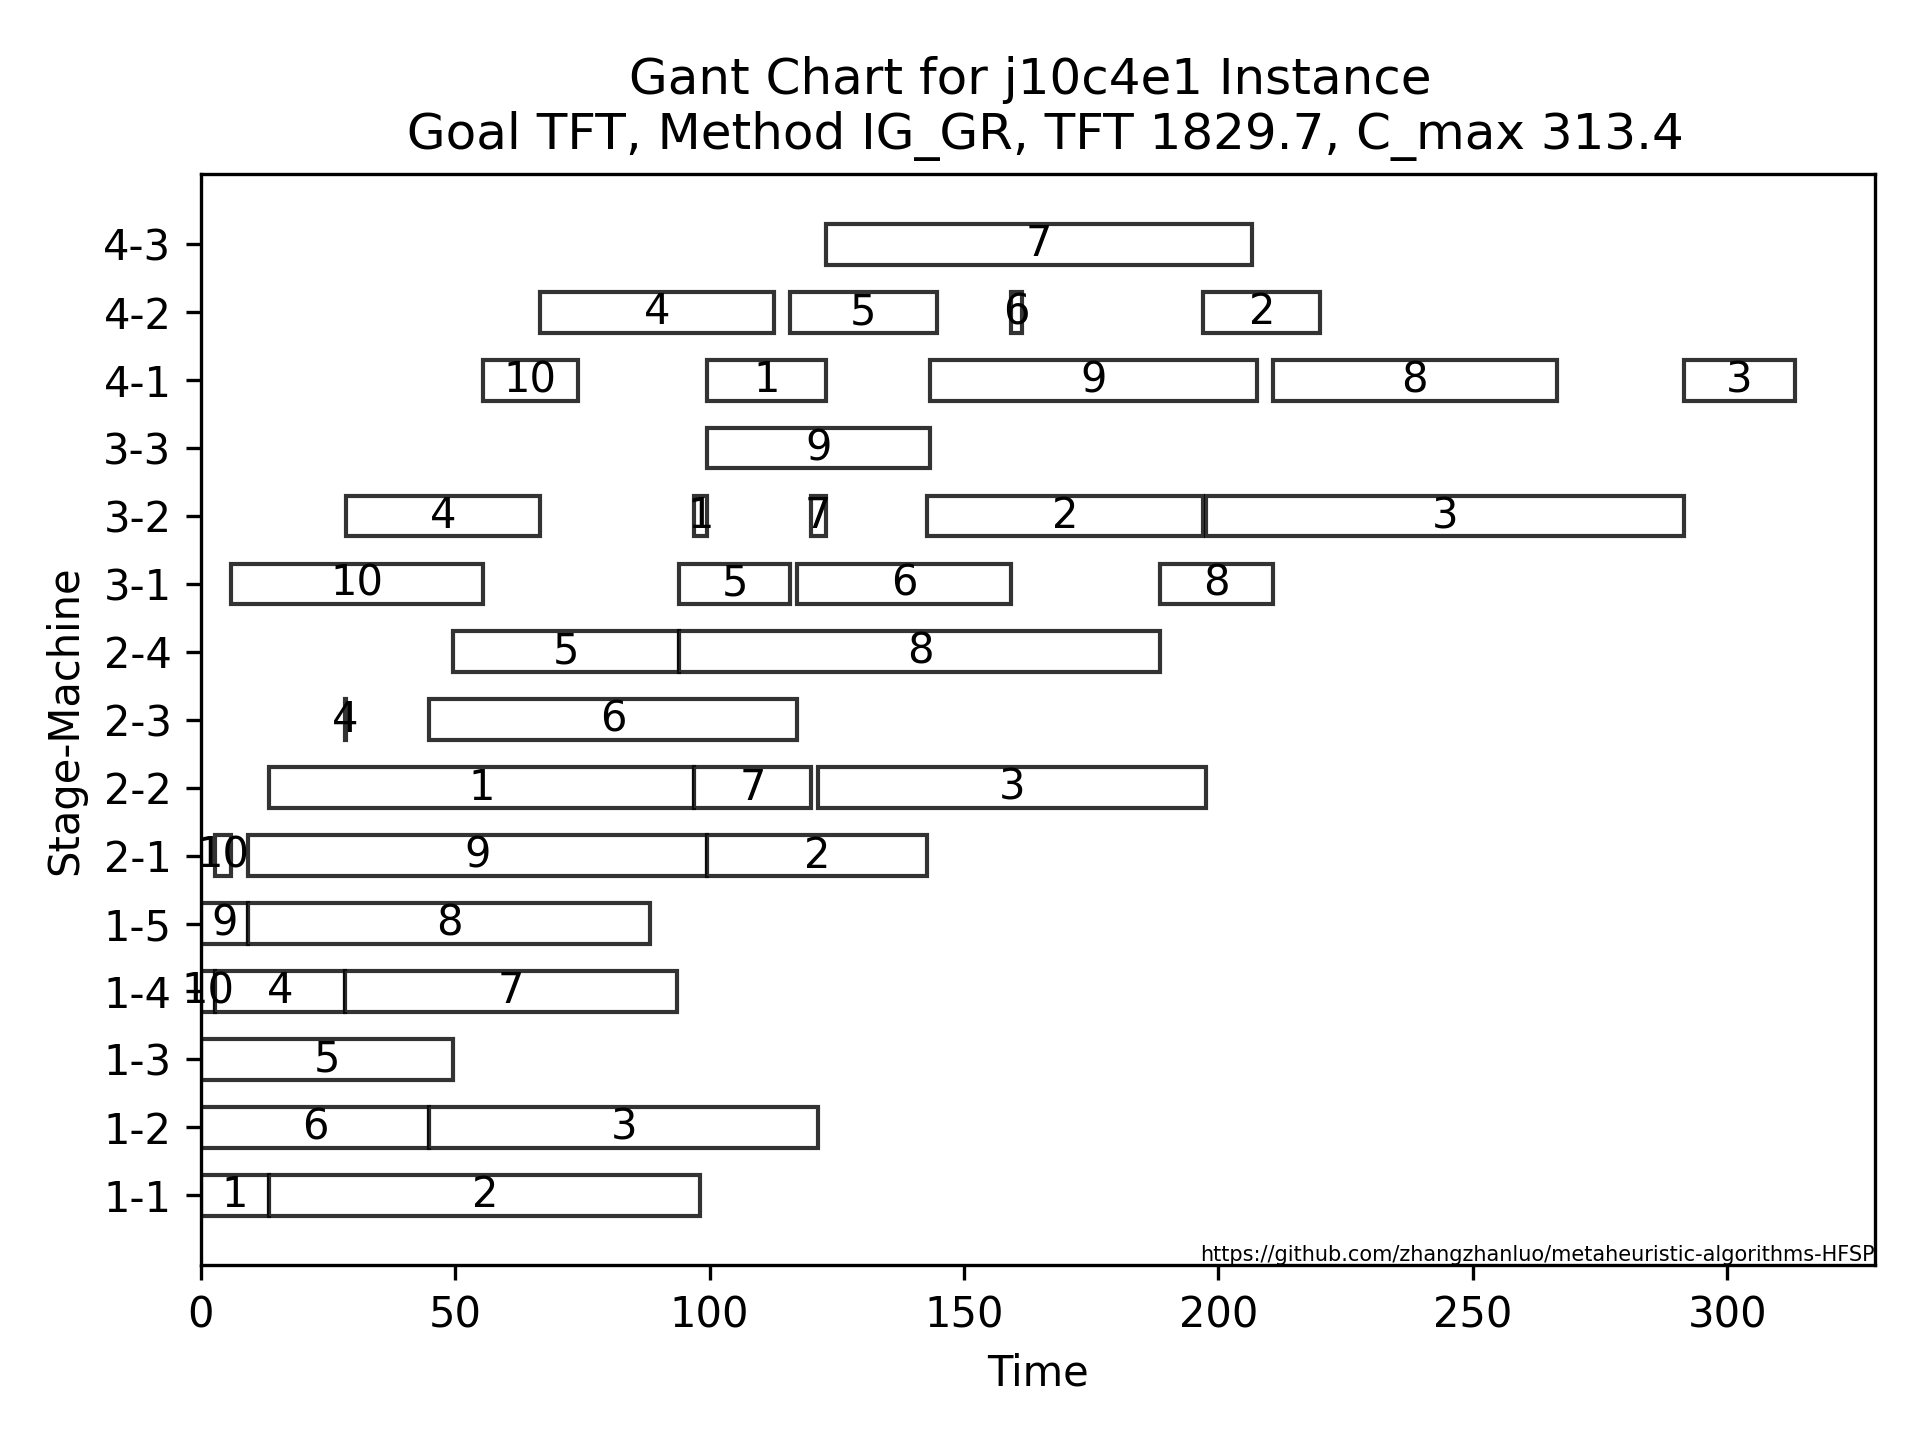 Gant Chart for j10c4e1 Instance
Goal TFT, Method IG_GR, TFT 1829.7, C_max 313.4
4-3 7
4-2 4 5 6 2
4-1 10 1 9 8 3
3-3 9
3-2 4 1 7 2 3
3-1 10 5 6 8
2-4 5 8
2-3 4 6
2-2 1 7 3
2-1 10 9 2
1-5 9 8
1-4 10 4 7
1-3 5
1-2 6 3
1-1 1 2
Stage-Machine
https://github.com/zhangzhanluo/metaheuristic-algorithms-HFSP
0 50 100 150 200 250 300
Time